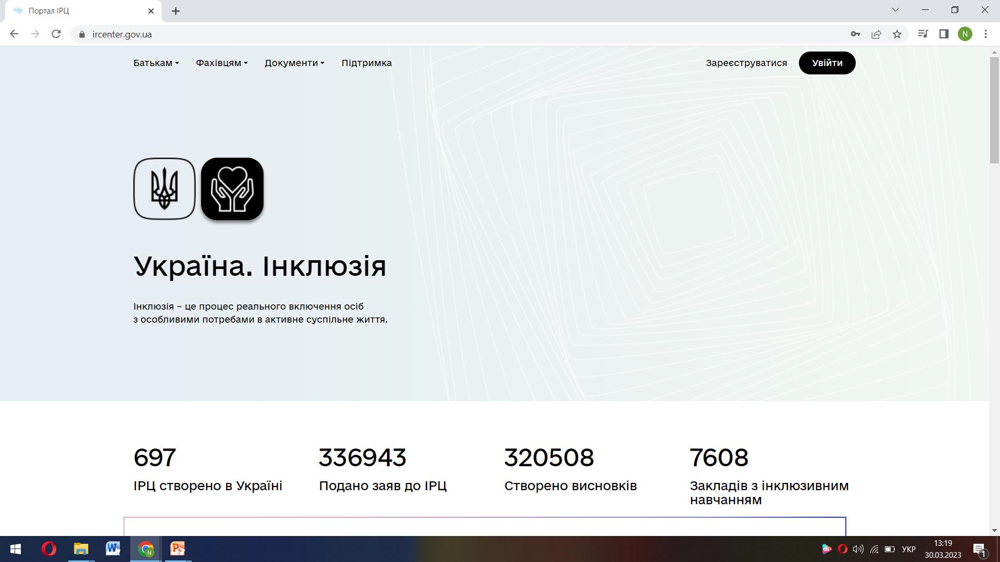 Портал ІРЦ
ircenter.gov.ua
N
Батькам
Фахівцям
Документи
Підтримка
Зареєструватися
Увійти
Україна. Інклюзія
Інклюзія – це процес реального включення осіб
з особливими потребами в активне суспільне життя.
697
ІРЦ створено в Україні
336943
Подано заяв до ІРЦ
320508
Створено висновків
7608
Закладів з інклюзивним
навчанням
N
ds
УКР
13:19
30.03.2023
1